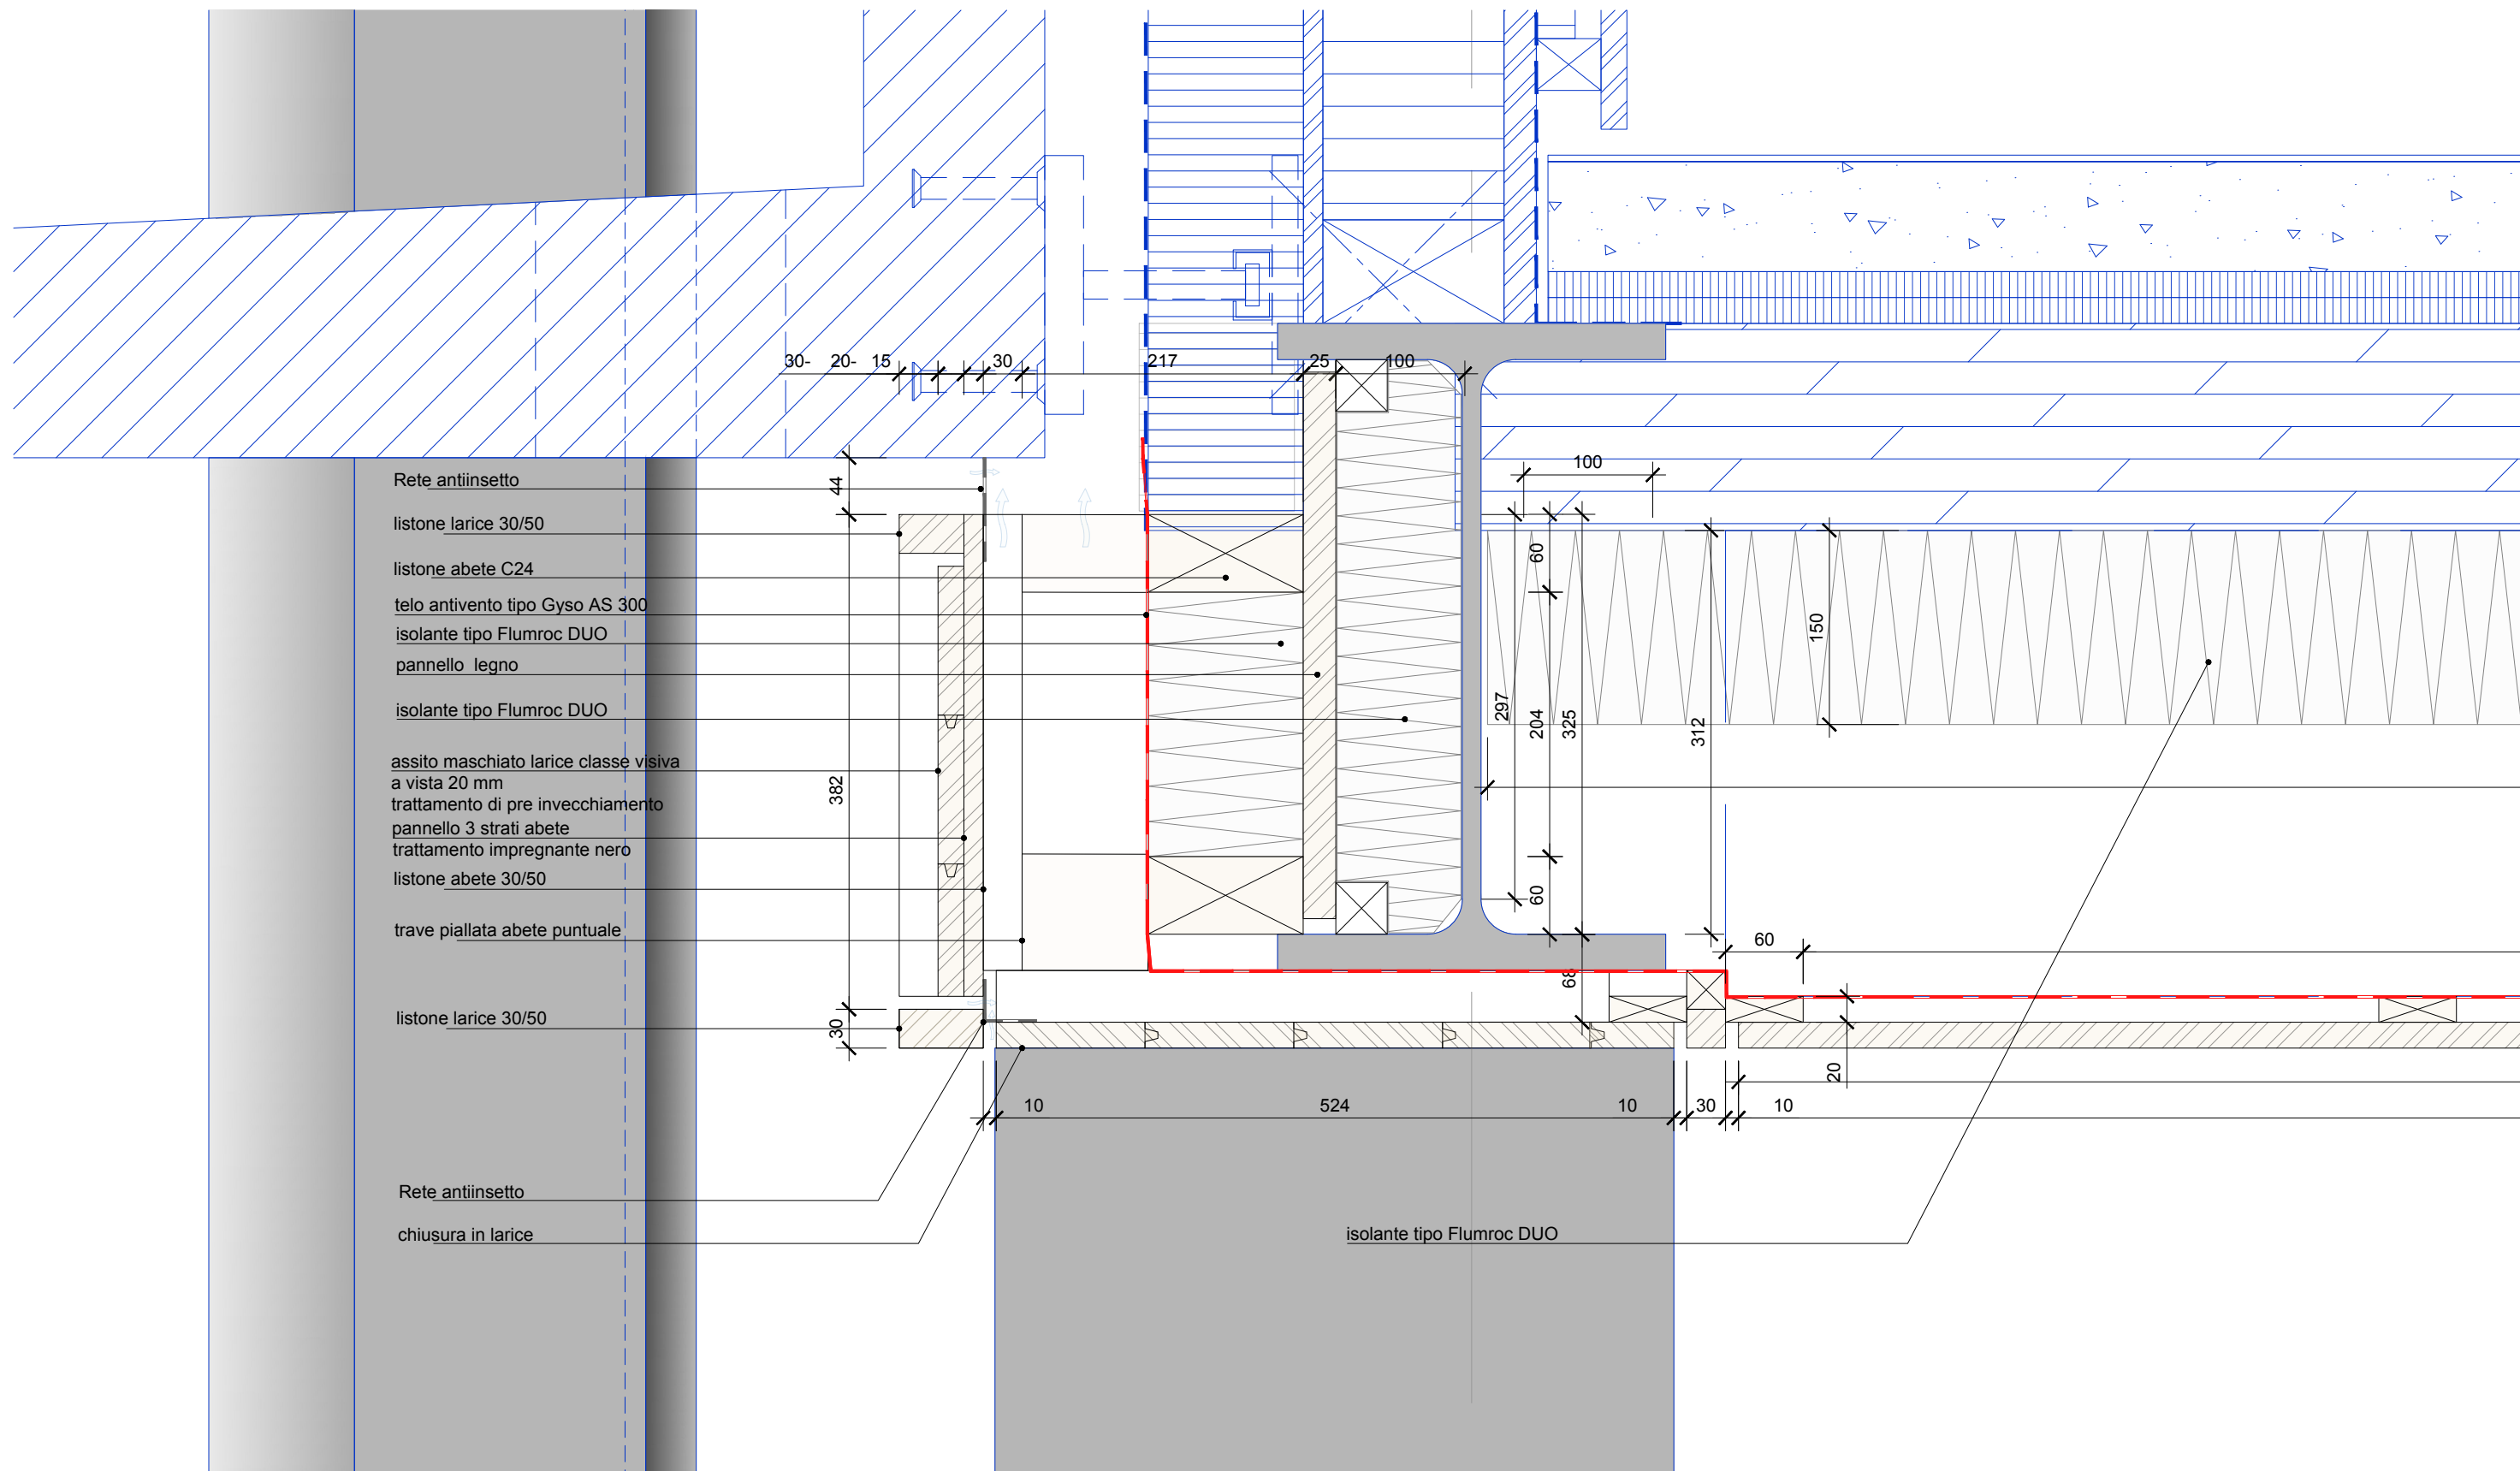 30- 20- 15 30 217 25 100
100
Rete antiinsetto
44
listone larice 30/50
60
listone abete C24
telo antivento tipo Gyso AS 300
isolante tipo Flumroc DUO
150
pannello legno
isolante tipo Flumroc DUO
297
204
325
312
assito maschiato larice classe visiva
a vista 20 mm
trattamento di pre invecchiamento
382
pannello 3 strati abete
trattamento impregnante nero
listone abete 30/50
60
trave piallata abete puntuale
60
68
listone larice 30/50
30
20
10 524 10 30 10
Rete antiinsetto
chiusura in larice
isolante tipo Flumroc DUO